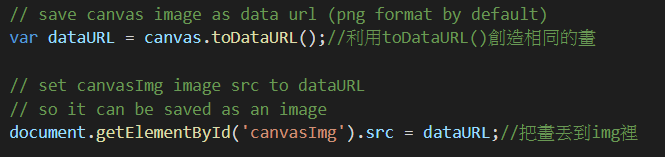 // save canvas image as data url (png format by default)
var dataURL = canvas.toDataURL();//利用toDataURL()創造相同的畫
// set canvasImg image src to dataURL
// so it can be saved as an image
document.getElementById('canvasImg').src = dataURL;//把畫丟到img裡